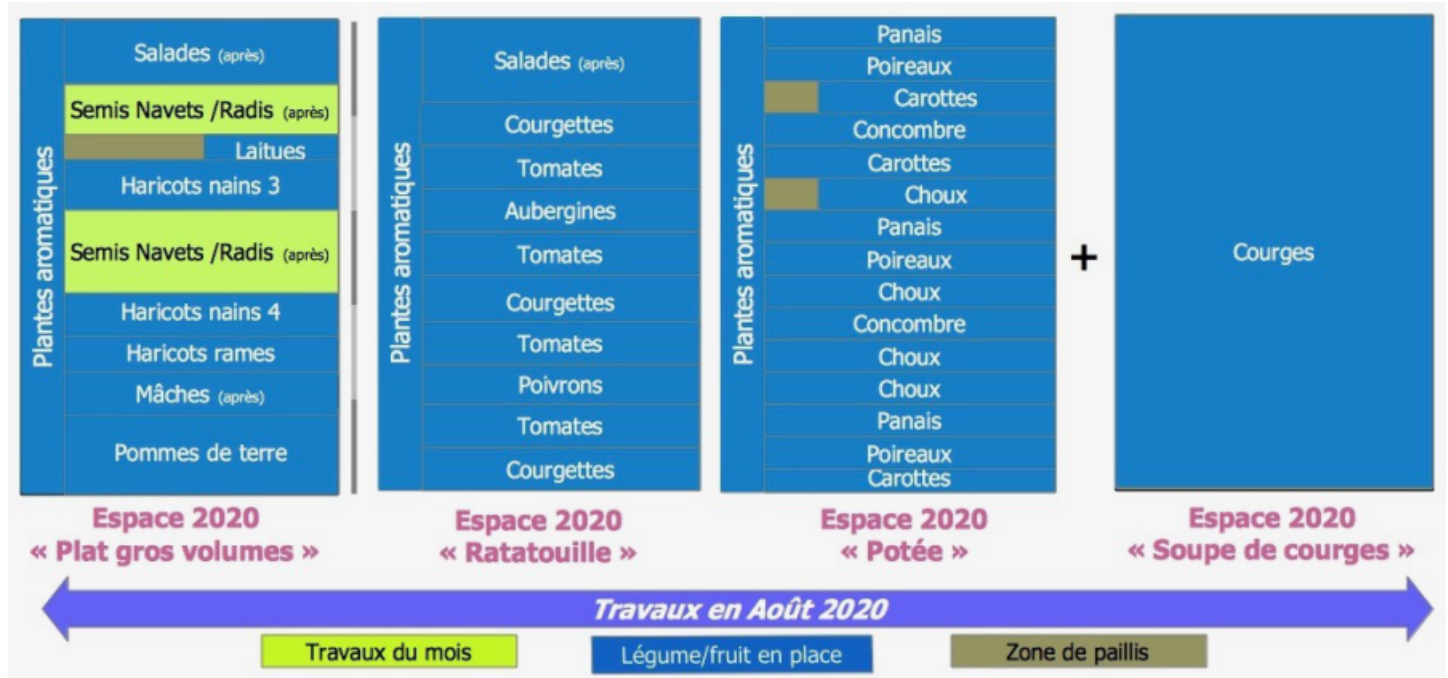 Plantes aromatiques
Salades (après)
Semis Navets /Radis (après)
Laitues
Haricots nains 3
Semis Navets /Radis (après)
Haricots nains 4
Haricots rames
Mâches (après)
Pommes de terre
Espace 2020
« Plat gros volumes »
Plantes aromatiques
Salades (après)
Courgettes
Tomates
Aubergines
Tomates
Courgettes
Tomates
Poivrons
Tomates
Courgettes
Espace 2020
« Ratatouille »
Plantes aromatiques
Panais
Poireaux
Carottes
Concombre
Carottes
Choux
Panais
Poireaux
Choux
Concombre
Choux
Choux
Panais
Poireaux
Carottes
Espace 2020
« Potée »
+
Courges
Espace 2020
« Soupe de courges »
Travaux en Août 2020
Travaux du mois
Légume/fruit en place
Zone de paillis